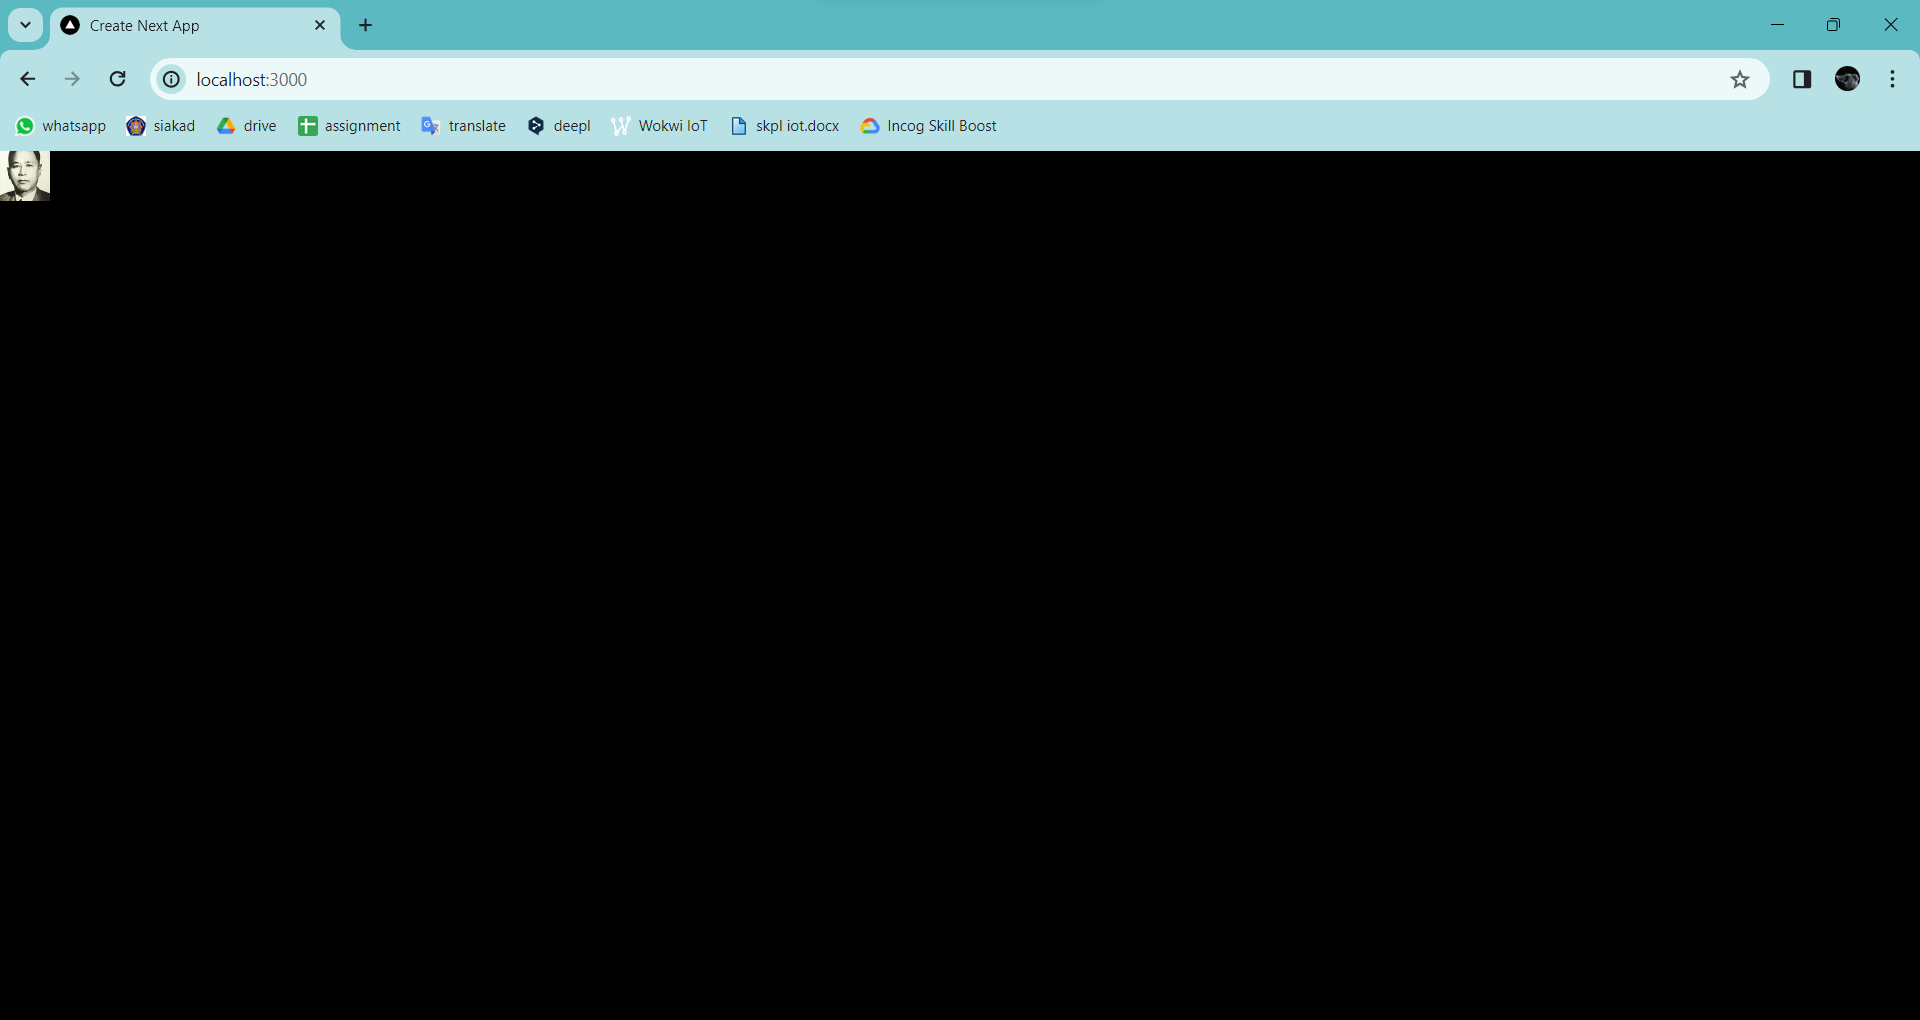 Create Next App
localhost:3000
whatsapp siakad drive assignment translate deepl Wokwi IoT skpl iot.docx Incog Skill Boost